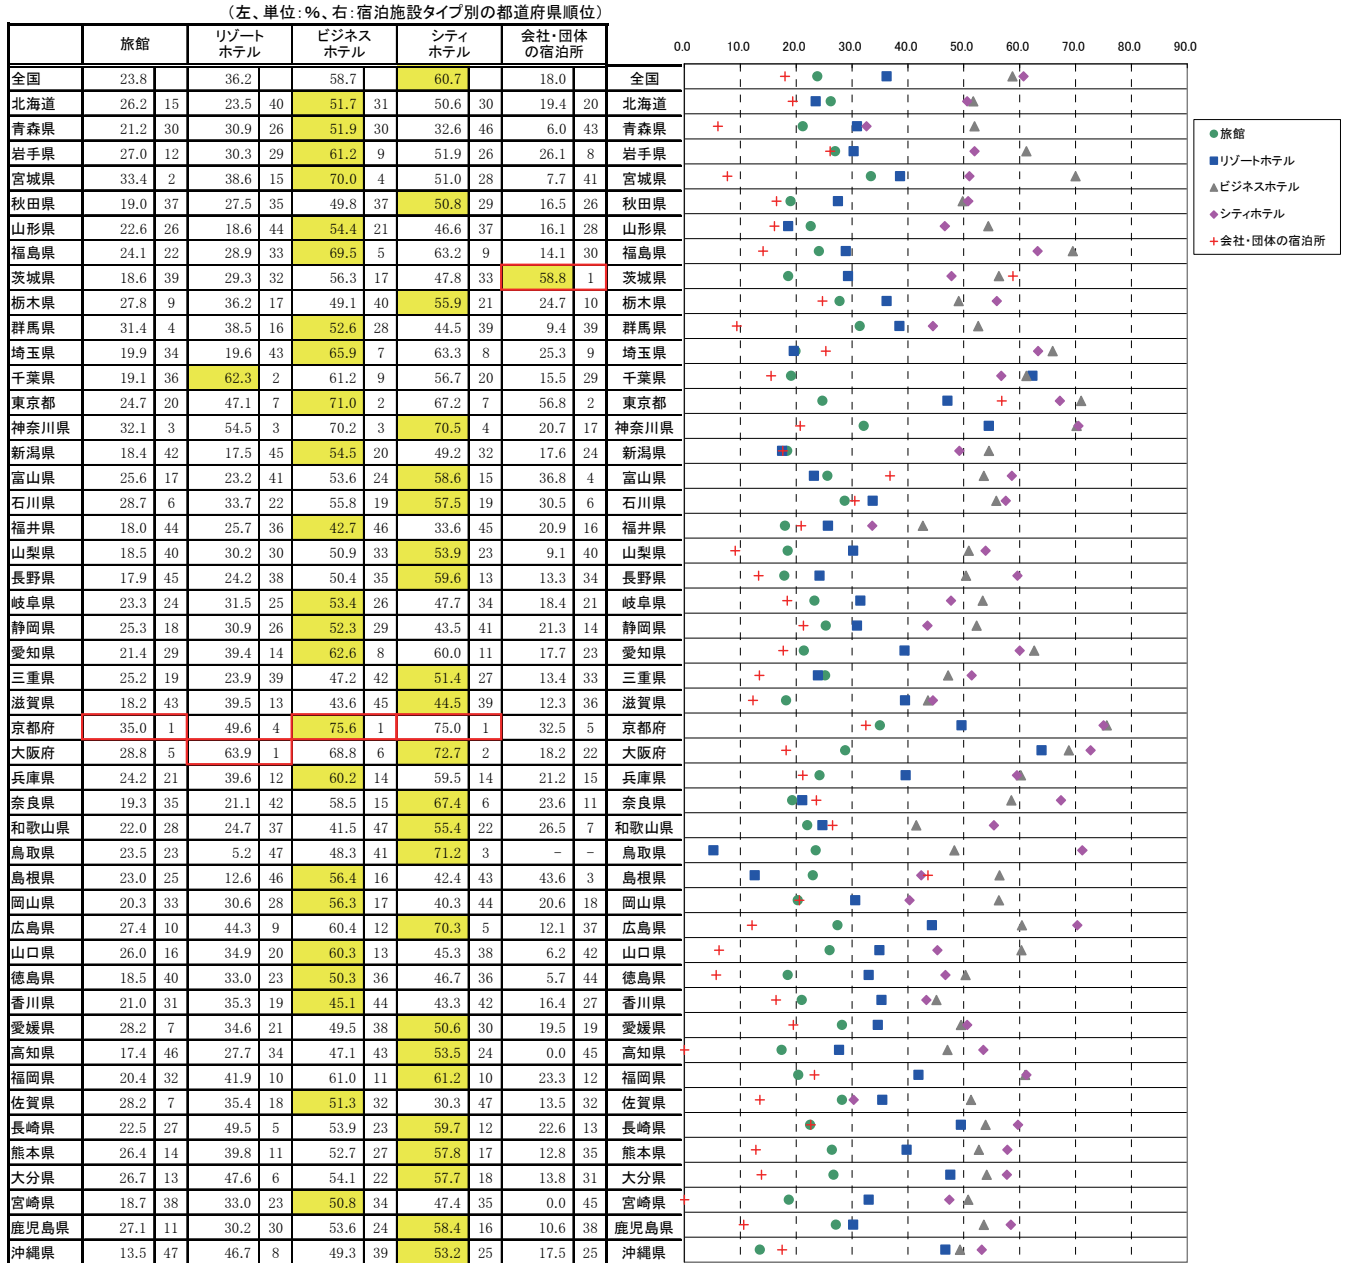 (左、単位:%、右:宿泊施設タイプ別の都道府県順位)
旅館 リゾートホテル ビジネスホテル シティホテル 会社・団体の宿泊所 0.0 10.0 20.0 30.0 40.0 50.0 60.0 70.0 80.0 90.0
全国 23.8 36.2 58.7 60.7 18.0 全国
北海道 26.2 15 23.5 40 51.7 31 50.6 30 19.4 20 北海道
青森県 21.2 30 30.9 26 51.9 30 32.6 46 6.0 43 青森県
岩手県 27.0 12 30.3 29 61.2 9 51.9 26 26.1 8 岩手県
宮城県 33.4 2 38.6 15 70.0 4 51.0 28 7.7 41 宮城県
秋田県 19.0 37 27.5 35 49.8 37 50.8 29 16.5 26 秋田県
山形県 22.6 26 18.6 44 54.4 21 46.6 37 16.1 28 山形県
福島県 24.1 22 28.9 33 69.5 5 63.2 9 14.1 30 福島県
茨城県 18.6 39 29.3 32 56.3 17 47.8 33 58.8 1 茨城県
栃木県 27.8 9 36.2 17 49.1 40 55.9 21 24.7 10 栃木県
群馬県 31.4 4 38.5 16 52.6 28 44.5 39 9.4 39 群馬県
埼玉県 19.9 34 19.6 43 65.9 7 63.3 8 25.3 9 埼玉県
千葉県 19.1 36 62.3 2 61.2 9 56.7 20 15.5 29 千葉県
東京都 24.7 20 47.1 7 71.0 2 67.2 7 56.8 2 東京都
神奈川県 32.1 3 54.5 3 70.2 3 70.5 4 20.7 17 神奈川県
新潟県 18.4 42 17.5 45 54.5 20 49.2 32 17.6 24 新潟県
富山県 25.6 17 23.2 41 53.6 24 58.6 15 36.8 4 富山県
石川県 28.7 6 33.7 22 55.8 19 57.5 19 30.5 6 石川県
福井県 18.0 44 25.7 36 42.7 46 33.6 45 20.9 16 福井県
山梨県 18.5 40 30.2 30 50.9 33 53.9 23 9.1 40 山梨県
長野県 17.9 45 24.2 38 50.4 35 59.6 13 13.3 34 長野県
岐阜県 23.3 24 31.5 25 53.4 26 47.7 34 18.4 21 岐阜県
静岡県 25.3 18 30.9 26 52.3 29 43.5 41 21.3 14 静岡県
愛知県 21.4 29 39.4 14 62.6 8 60.0 11 17.7 23 愛知県
三重県 25.2 19 23.9 39 47.2 42 51.4 27 13.4 33 三重県
滋賀県 18.2 43 39.5 13 43.6 45 44.5 39 12.3 36 滋賀県
京都府 35.0 1 49.6 4 75.6 1 75.0 1 32.5 5 京都府
大阪府 28.8 5 63.9 1 68.8 6 72.7 2 18.2 22 大阪府
兵庫県 24.2 21 39.6 12 60.2 14 59.5 14 21.2 15 兵庫県
奈良県 19.3 35 21.1 42 58.5 15 67.4 6 23.6 11 奈良県
和歌山県 22.0 28 24.7 37 41.5 47 55.4 22 26.5 7 和歌山県
鳥取県 23.5 23 5.2 47 48.3 41 71.2 3 － － 鳥取県
島根県 23.0 25 12.6 46 56.4 16 42.4 43 43.6 3 島根県
岡山県 20.3 33 30.6 28 56.3 17 40.3 44 20.6 18 岡山県
広島県 27.4 10 44.3 9 60.4 12 70.3 5 12.1 37 広島県
山口県 26.0 16 34.9 20 60.3 13 45.3 38 6.2 42 山口県
徳島県 18.5 40 33.0 23 50.3 36 46.7 36 5.7 44 徳島県
香川県 21.0 31 35.3 19 45.1 44 43.3 42 16.4 27 香川県
愛媛県 28.2 7 34.6 21 49.5 38 50.6 30 19.5 19 愛媛県
高知県 17.4 46 27.7 34 47.1 43 53.5 24 0.0 45 高知県
福岡県 20.4 32 41.9 10 61.0 11 61.2 10 23.3 12 福岡県
佐賀県 28.2 7 35.4 18 51.3 32 30.3 47 13.5 32 佐賀県
長崎県 22.5 27 49.5 5 53.9 23 59.7 12 22.6 13 長崎県
熊本県 26.4 14 39.8 11 52.7 27 57.8 17 12.8 35 熊本県
大分県 26.7 13 47.6 6 54.1 22 57.7 18 13.8 31 大分県
宮崎県 18.7 38 33.0 23 50.8 34 47.4 35 0.0 45 宮崎県
鹿児島県 27.1 11 30.2 30 53.6 24 58.4 16 10.6 38 鹿児島県
沖縄県 13.5 47 46.7 8 49.3 39 53.2 25 17.5 25 沖縄県
旅館
リゾートホテル
ビジネスホテル
シティホテル
会社・団体の宿泊所